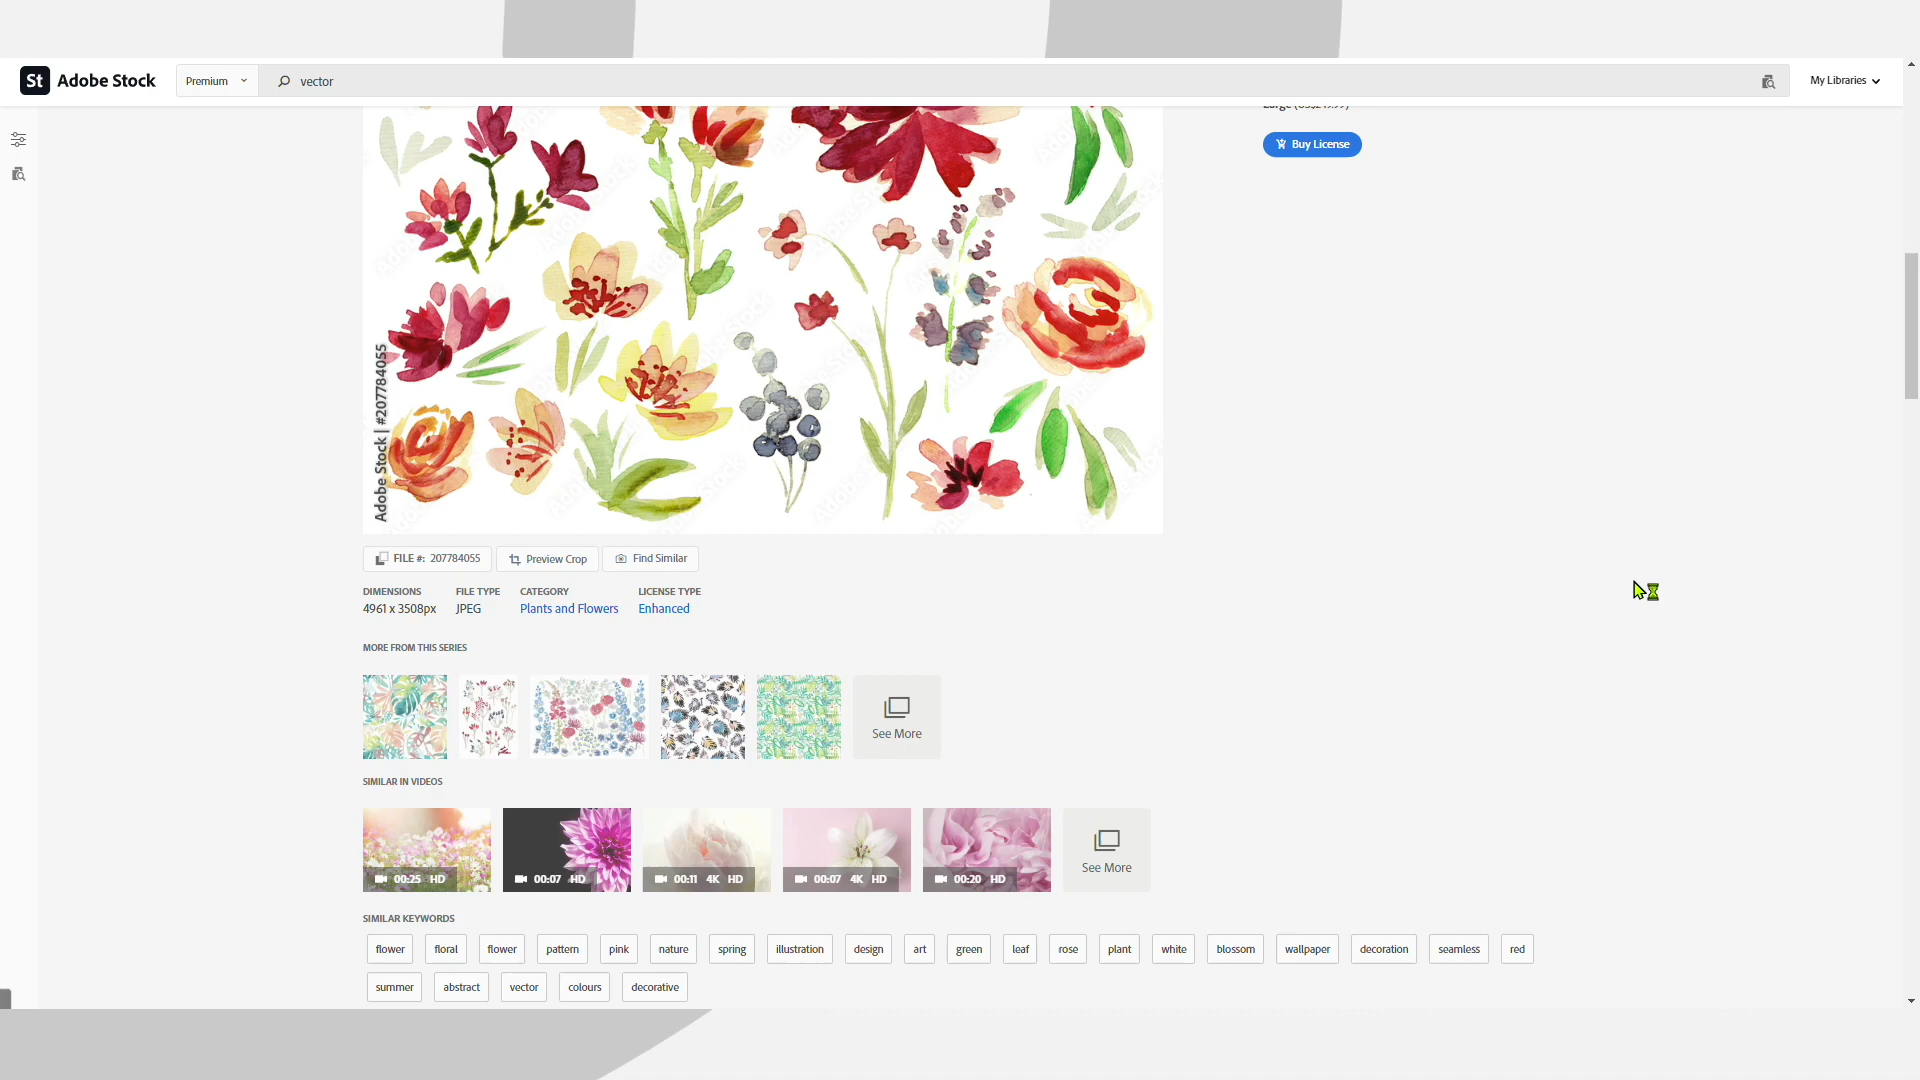 St Adobe Stock
Premium
vector
My Libraries
Buy License
Adobe Stock | #207784055
FILE #: 207784055
Preview Crop
Find Similar
DIMENSIONS
FILE TYPE
CATEGORY
LICENSE TYPE
4961 x 3508px
JPEG
Plants and Flowers
Enhanced
MORE FROM THIS SERIES
See More
SIMILAR IN VIDEOS
00:25 HD
00:07 HD
00:11 4K HD
00:07 4K HD
00:20 HD
See More
SIMILAR KEYWORDS
flower floral flower pattern pink nature spring illustration design art green leaf rose plant white blossom wallpaper decoration seamless red
summer abstract vector colours decorative